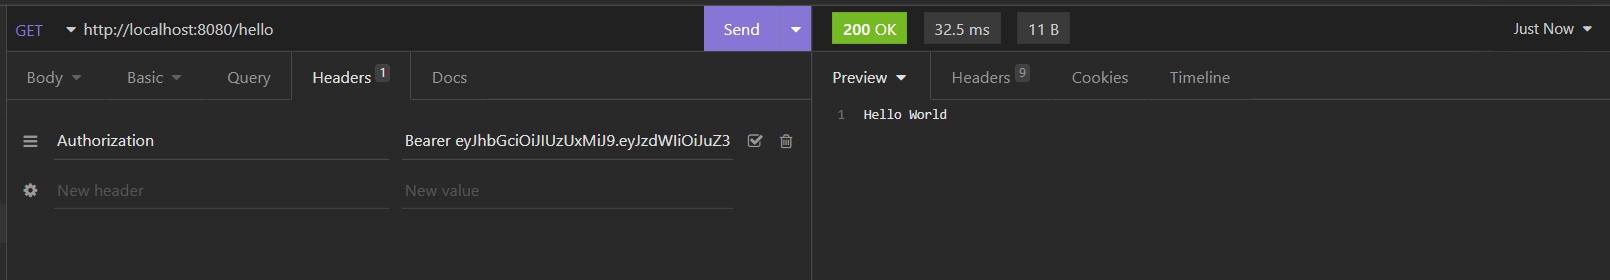 GET http://localhost:8080/hello Send 200 OK 32.5 ms 11 B Just Now
Body Basic Query Headers 1 Docs Preview Headers 9 Cookies Timeline
1 Hello World
Authorization Bearer eyJhbGciOiJIUzUxMiJ9.eyJzdWIiOiJuZ3
New header New value